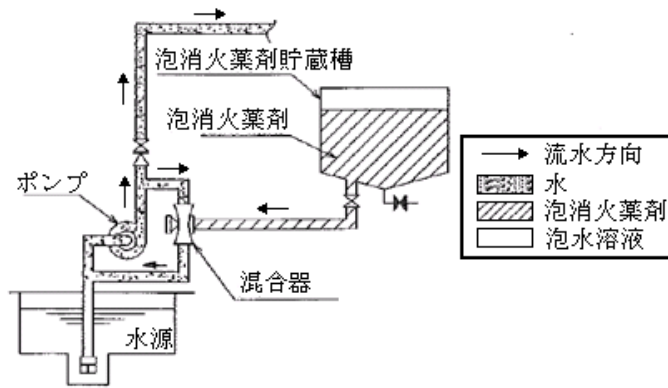 泡消火薬剤貯蔵槽
泡消火薬剤
ポンプ
混合器
水源
流水方向
水
泡消火薬剤
泡水溶液